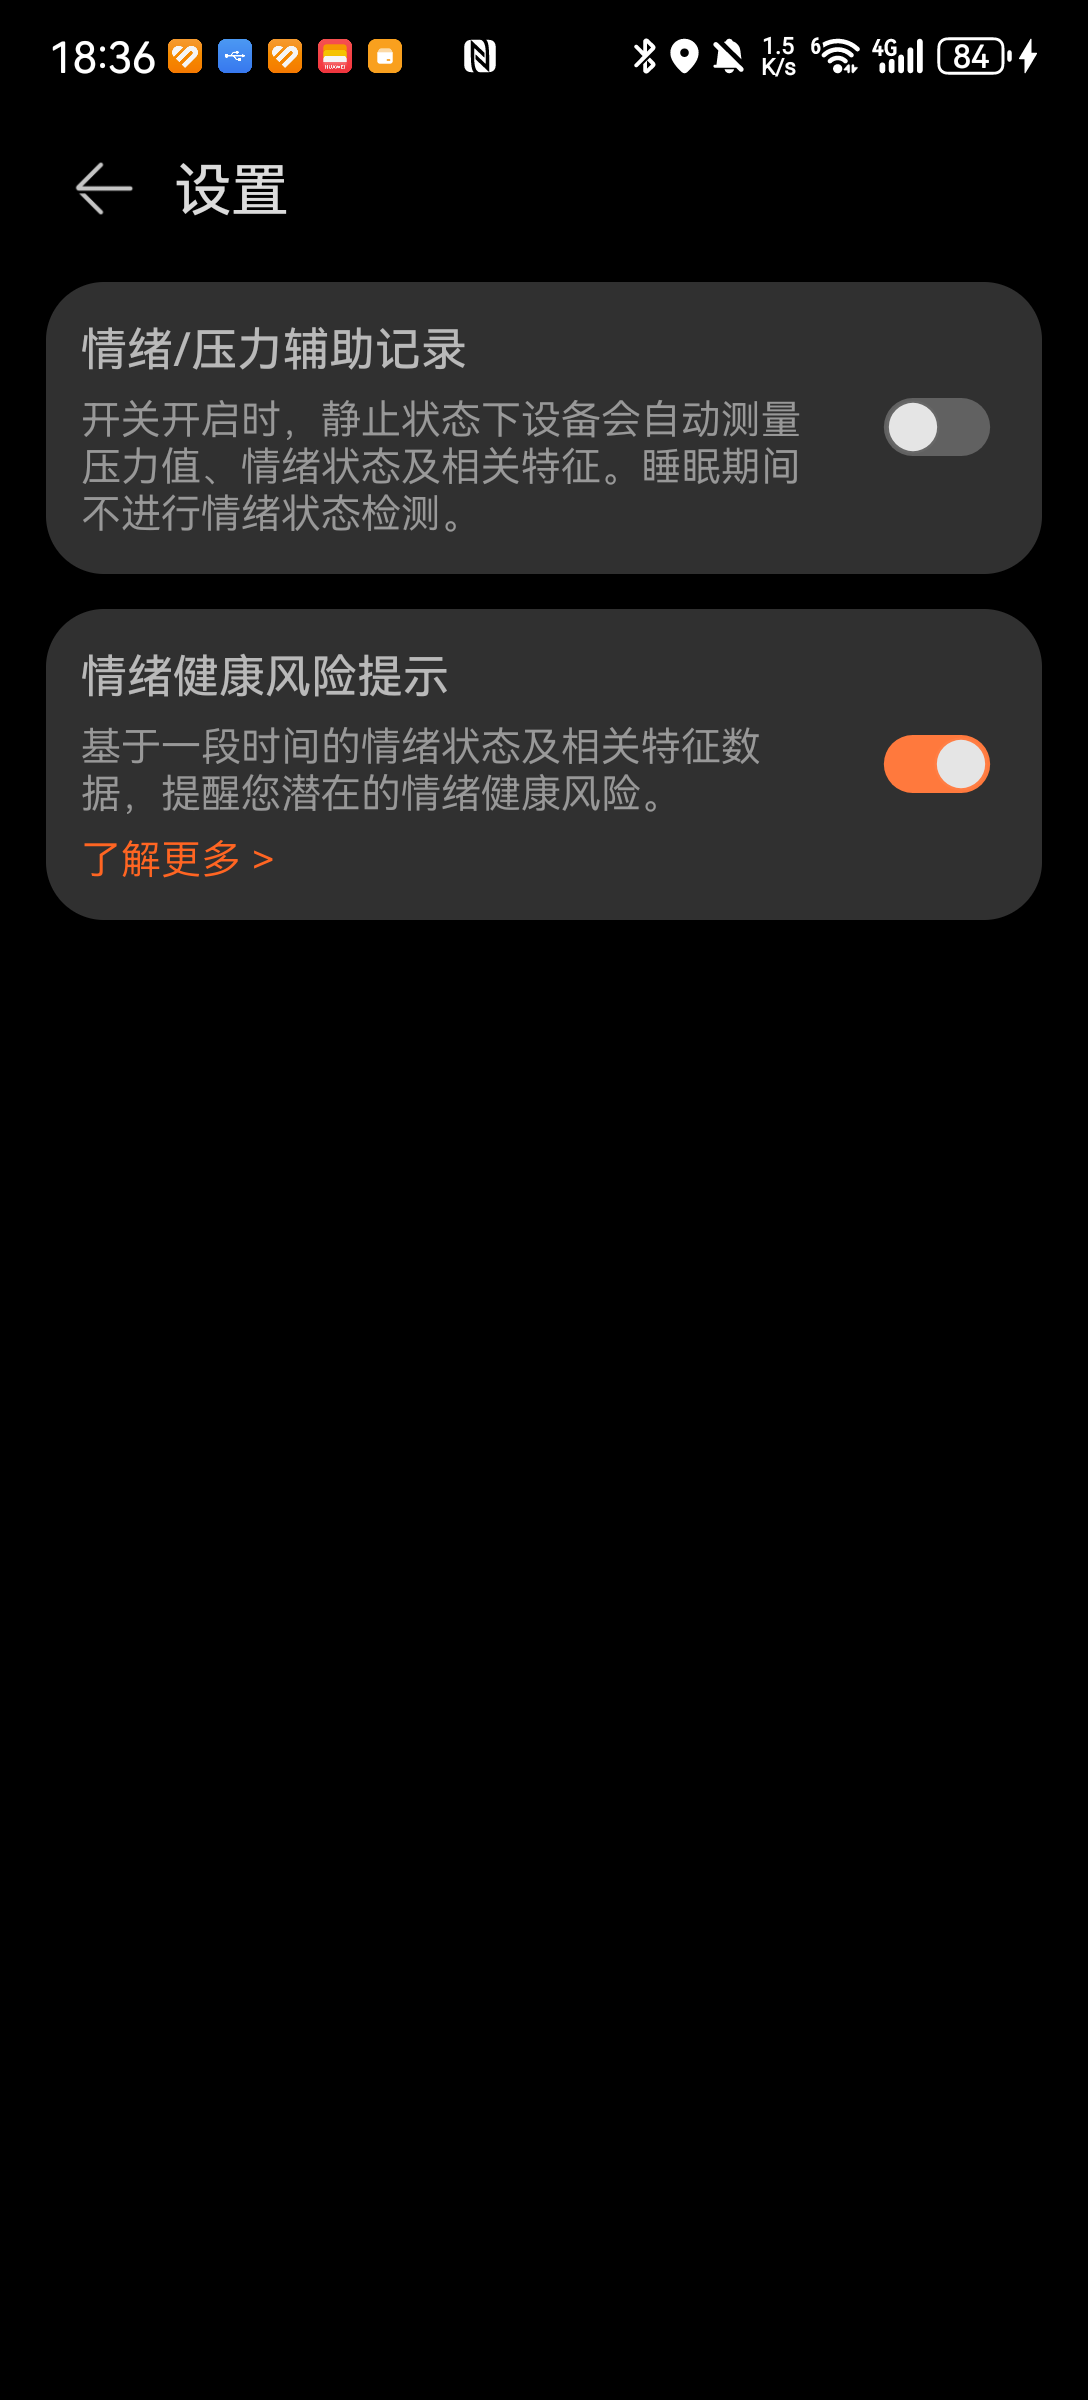 18:36
HUAWEI
1.5
K/s
6
4G
84
设置
情绪/压力辅助记录
开关开启时，静止状态下设备会自动测量
压力值、情绪状态及相关特征。睡眠期间
不进行情绪状态检测。
情绪健康风险提示
基于一段时间的情绪状态及相关特征数
据，提醒您潜在的情绪健康风险。
了解更多 >